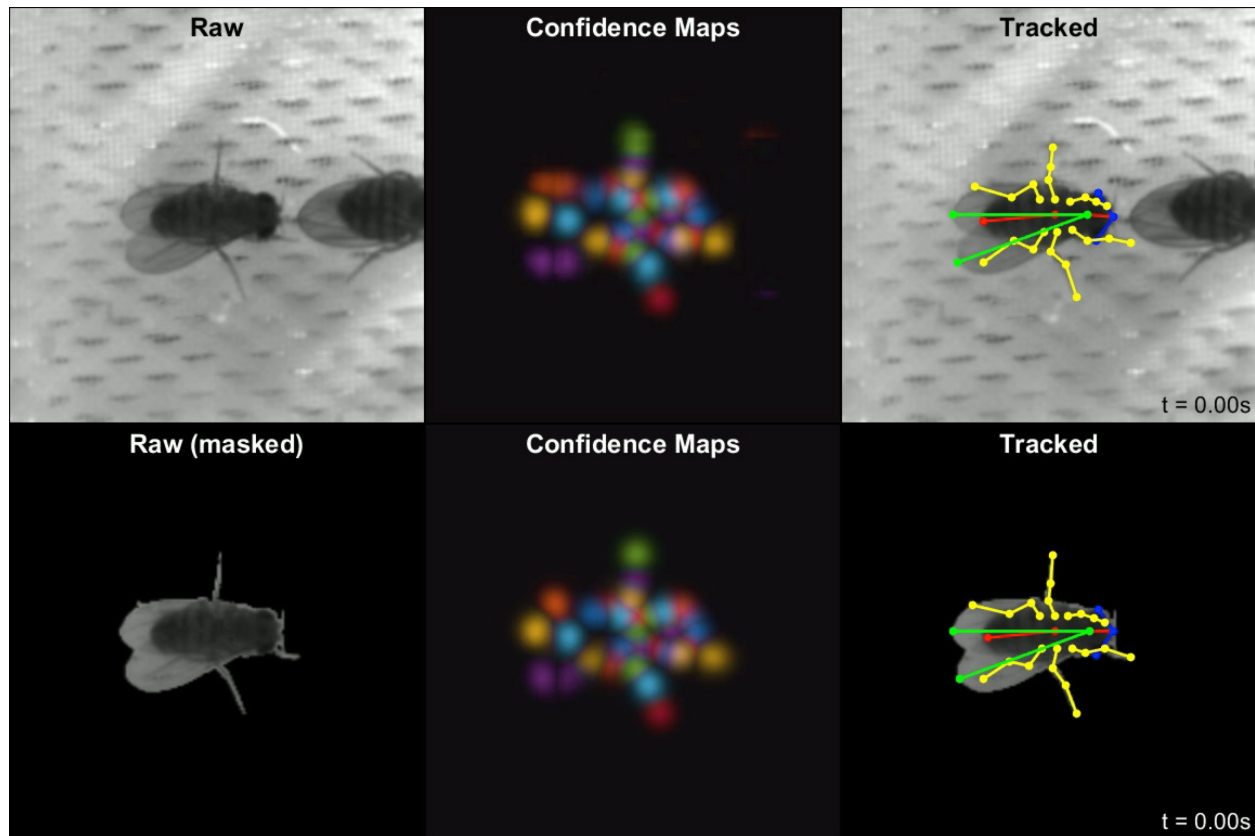 Raw
Confidence Maps
Tracked
t = 0.00s
Raw (masked)
Confidence Maps
Tracked
t = 0.00s